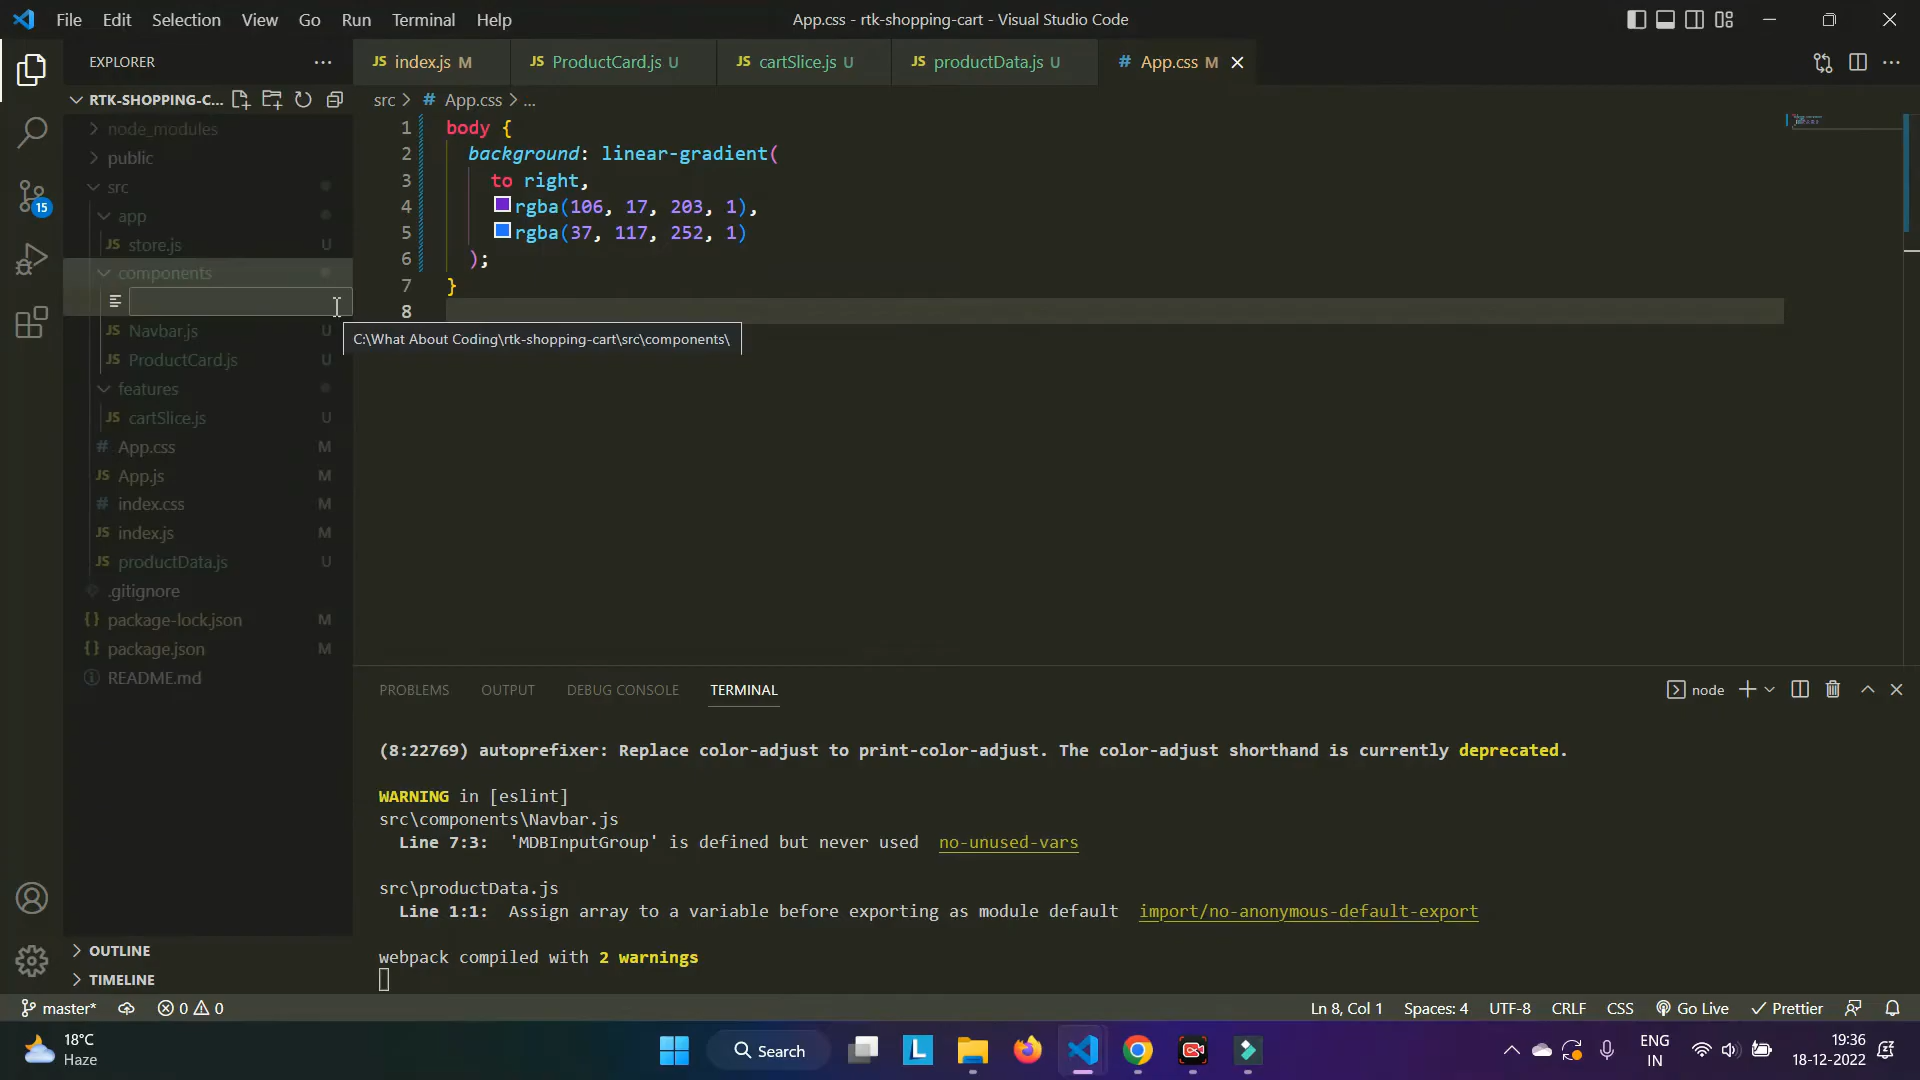 File Edit Selection View Go Run Terminal Help
App.css - rtk-shopping-cart - Visual Studio Code
EXPLORER
JS index.js M
JS ProductCard.js U
JS cartSlice.js U
JS productData.js U
# App.css M
RTK-SHOPPING-C...
src > # App.css > ...
node_modules
public
src
app
JS store.js U
components
JS Navbar.js U
JS ProductCard.js U
features
JS cartSlice.js U
# App.css M
JS App.js M
# index.css M
JS index.js M
JS productData.js U
.gitignore
{} package-lock.json M
{} package.json M
README.md
OUTLINE
TIMELINE
15
1 body {
2 background: linear-gradient(
3 to right,
4 rgba(106, 17, 203, 1),
5 rgba(37, 117, 252, 1)
6 );
7 }
8
C:\What About Coding\rtk-shopping-cart\src\components\
PROBLEMS OUTPUT DEBUG CONSOLE TERMINAL
node
(8:22769) autoprefixer: Replace color-adjust to print-color-adjust. The color-adjust shorthand is currently deprecated.
WARNING in [eslint]
src\components\Navbar.js
Line 7:3: 'MDBInputGroup' is defined but never used no-unused-vars
src\productData.js
Line 1:1: Assign array to a variable before exporting as module default import/no-anonymous-default-export
webpack compiled with 2 warnings
master* 0 0
Ln 8, Col 1 Spaces: 4 UTF-8 CRLF CSS Go Live Prettier
18°C
Haze
Search
L
ENG
IN
19:36
18-12-2022